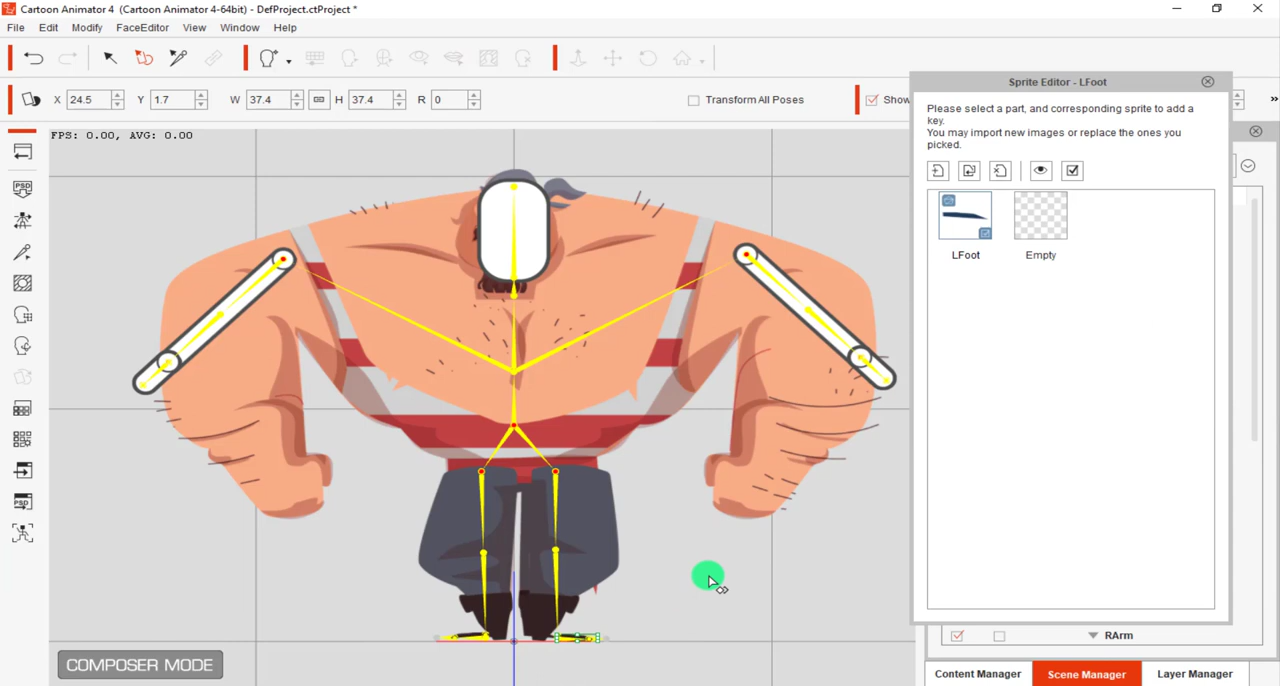 Cartoon Animator 4 (Cartoon Animator 4-64bit) - DefProject.ctProject *
File Edit Modify FaceEditor View Window Help
X 24.5 Y 1.7 W 37.4 H 37.4 R 0 Transform All Poses Show
FPS: 0.00, AVG: 0.00
Sprite Editor - LFoot
Please select a part, and corresponding sprite to add a
key.
You may import new images or replace the ones you
picked.
LFoot Empty
RArm
COMPOSER MODE
Content Manager Scene Manager Layer Manager